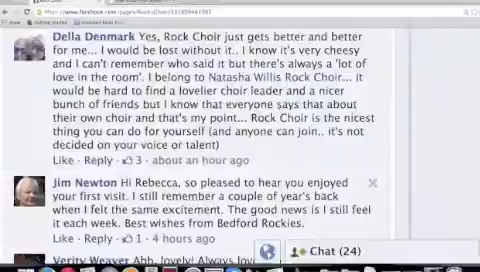 https://www.facebook.com/pages/Rock-Choir/
Della Denmark Yes, Rock Choir just gets better and better
for me... I would be lost without it.. I know it's very cheesy
and I can't remember who said it but there's always a 'lot of
love in the room'. I belong to Natasha Willis Rock Choir... it
would be hard to find a lovelier choir leader and a nicer
bunch of friends but I know that everyone says that about
their own choir and that's my point... Rock Choir is the nicest
thing you can do for yourself (and anyone can join.. it's not
decided on your voice or talent)
Like · Reply · 3 · about an hour ago
Jim Newton Hi Rebecca, so pleased to hear you enjoyed
your first visit. I still remember a couple of year's back
when I felt the same excitement. The good news is I still feel
it each week. Best wishes from Bedford Rockies.
Like · Reply · 1 · 4 hours ago
Chat (24)
Verity Weaver Ahh, lovely! Always love